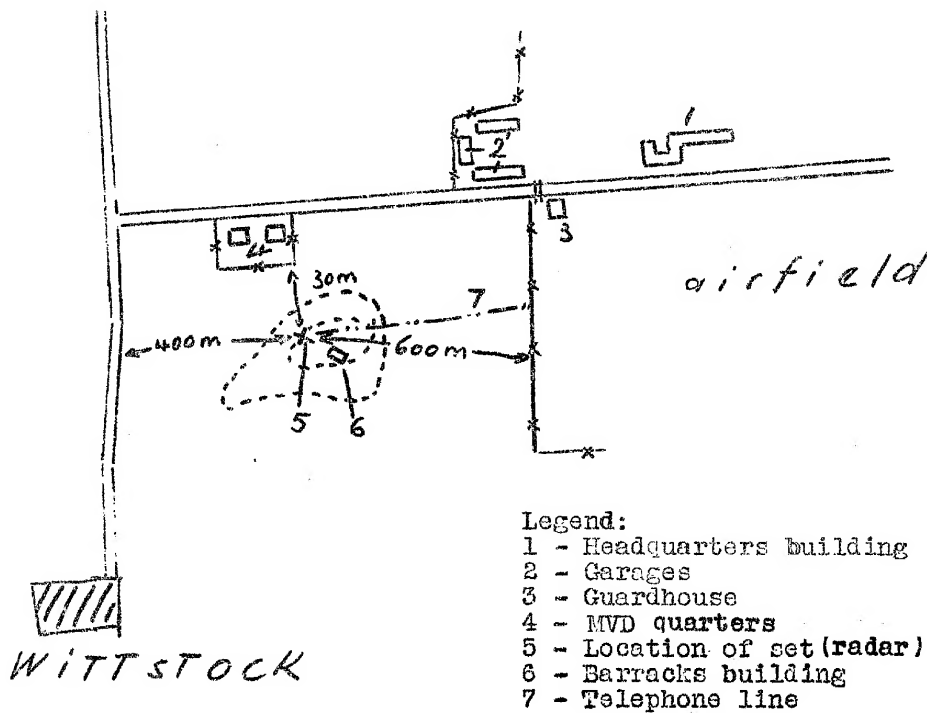 1
2
3
4
airfield
30m
7
400m
600m
5
6
Legend:
1 - Headquarters building
2 - Garages
3 - Guardhouse
4 - MVD quarters
5 - Location of set (radar)
6 - Barracks building
7 - Telephone line
WITTSTOCK